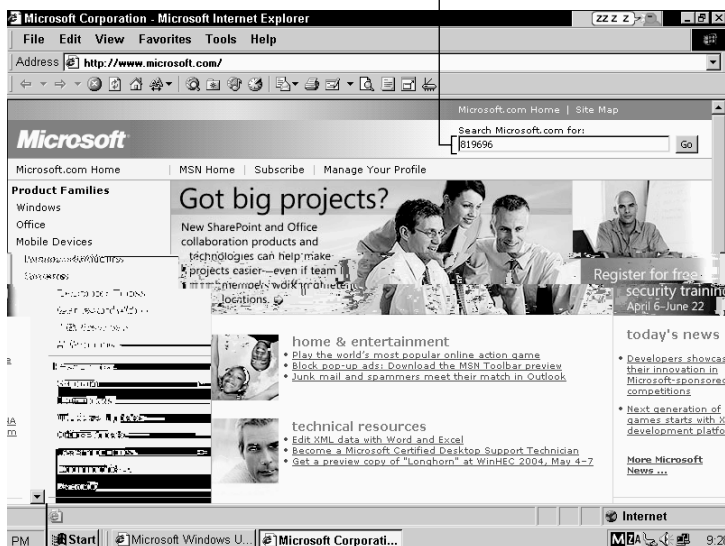 Microsoft Corporation - Microsoft Internet Explorer
ZZ Z Z
File Edit View Favorites Tools Help
Address http://www.microsoft.com/
Microsoft.com Home | Site Map
Microsoft
Search Microsoft.com for:
819696
Go
Microsoft.com Home | MSN Home | Subscribe | Manage Your Profile
Product Families
Windows
Office
Mobile Devices
Got big projects?
New SharePoint and Office
collaboration products and
technologies can help make
projects easier—even if team
members work
locations.
Register for free
security training
April 6–June 22
home & entertainment
Play the world's most popular online action game
Block pop-up ads: Download the MSN Toolbar preview
Junk mail and spammers meet their match in Outlook
technical resources
Edit XML data with Word and Excel
Become a Microsoft Certified Desktop Support Technician
Get a preview copy of "Longhorn" at WinHEC 2004, May 4-7
today's news
Developers showcas
their innovation in
Microsoft-sponsored
competitions
Next generation of
games starts with X
development platfo
More Microsoft
News ...
Internet
PM
Start
Microsoft Windows U...
Microsoft Corporati...
9:2